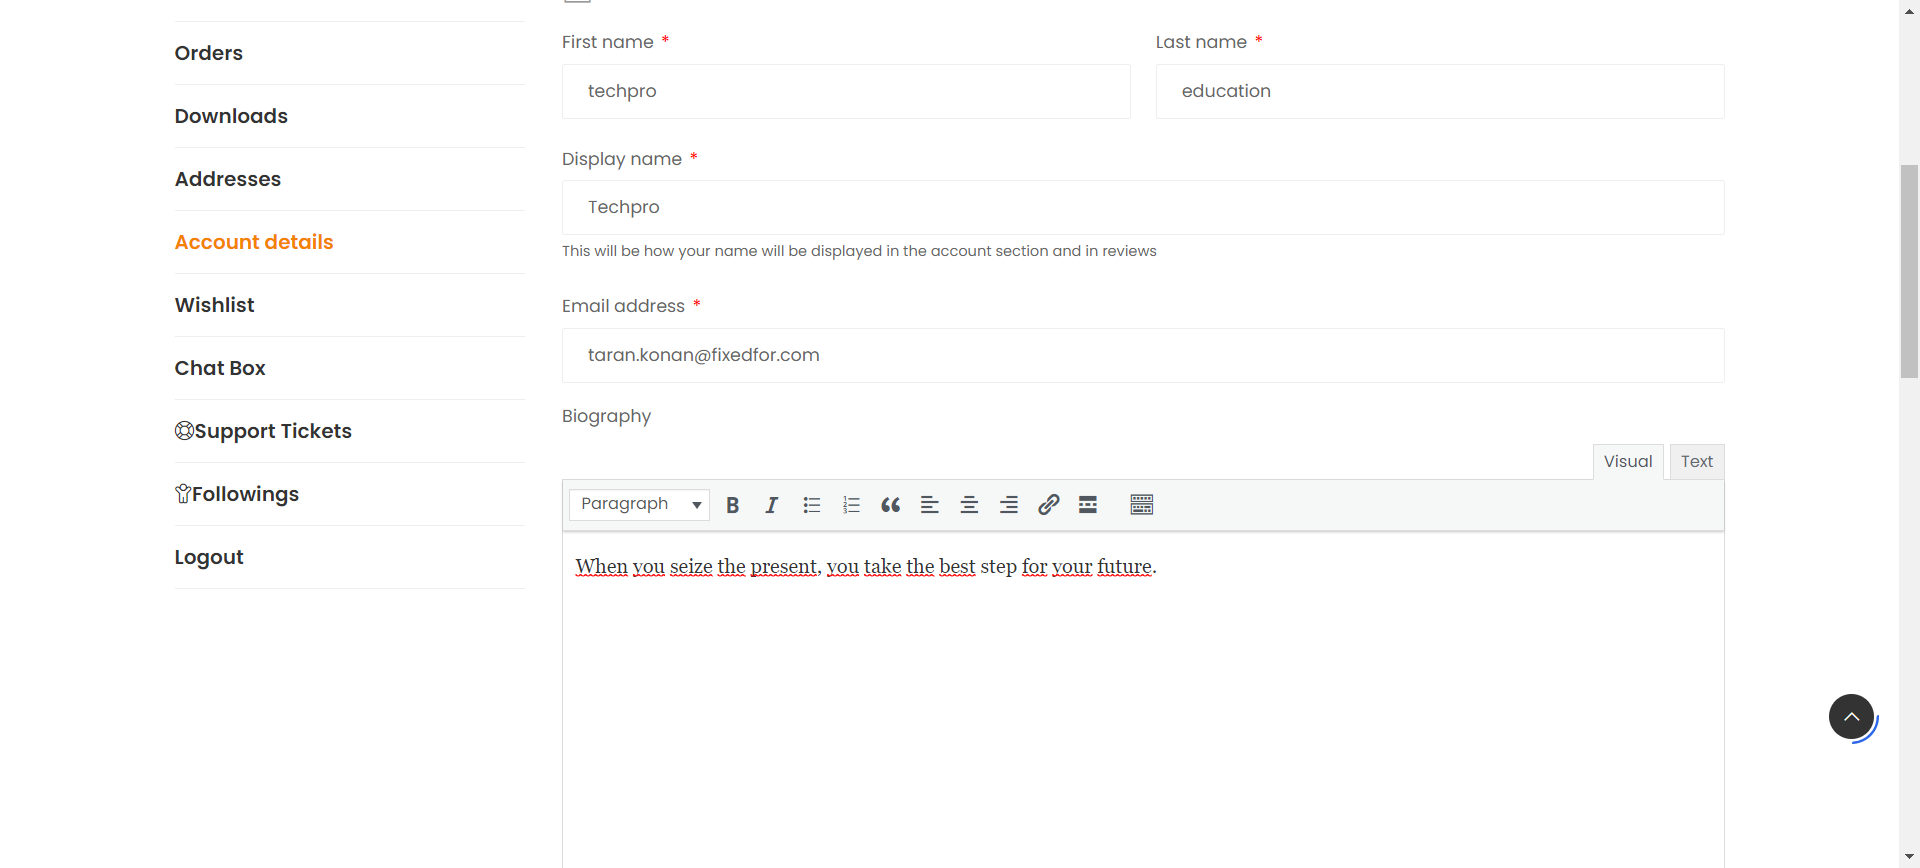 Orders
Downloads
Addresses
Account details
Wishlist
Chat Box
Support Tickets
Followings
Logout
First name *
Last name *
techpro
education
Display name *
Techpro
This will be how your name will be displayed in the account section and in reviews
Email address *
taran.konan@fixedfor.com
Biography
Visual
Text
Paragraph
When you seize the present, you take the best step for your future.